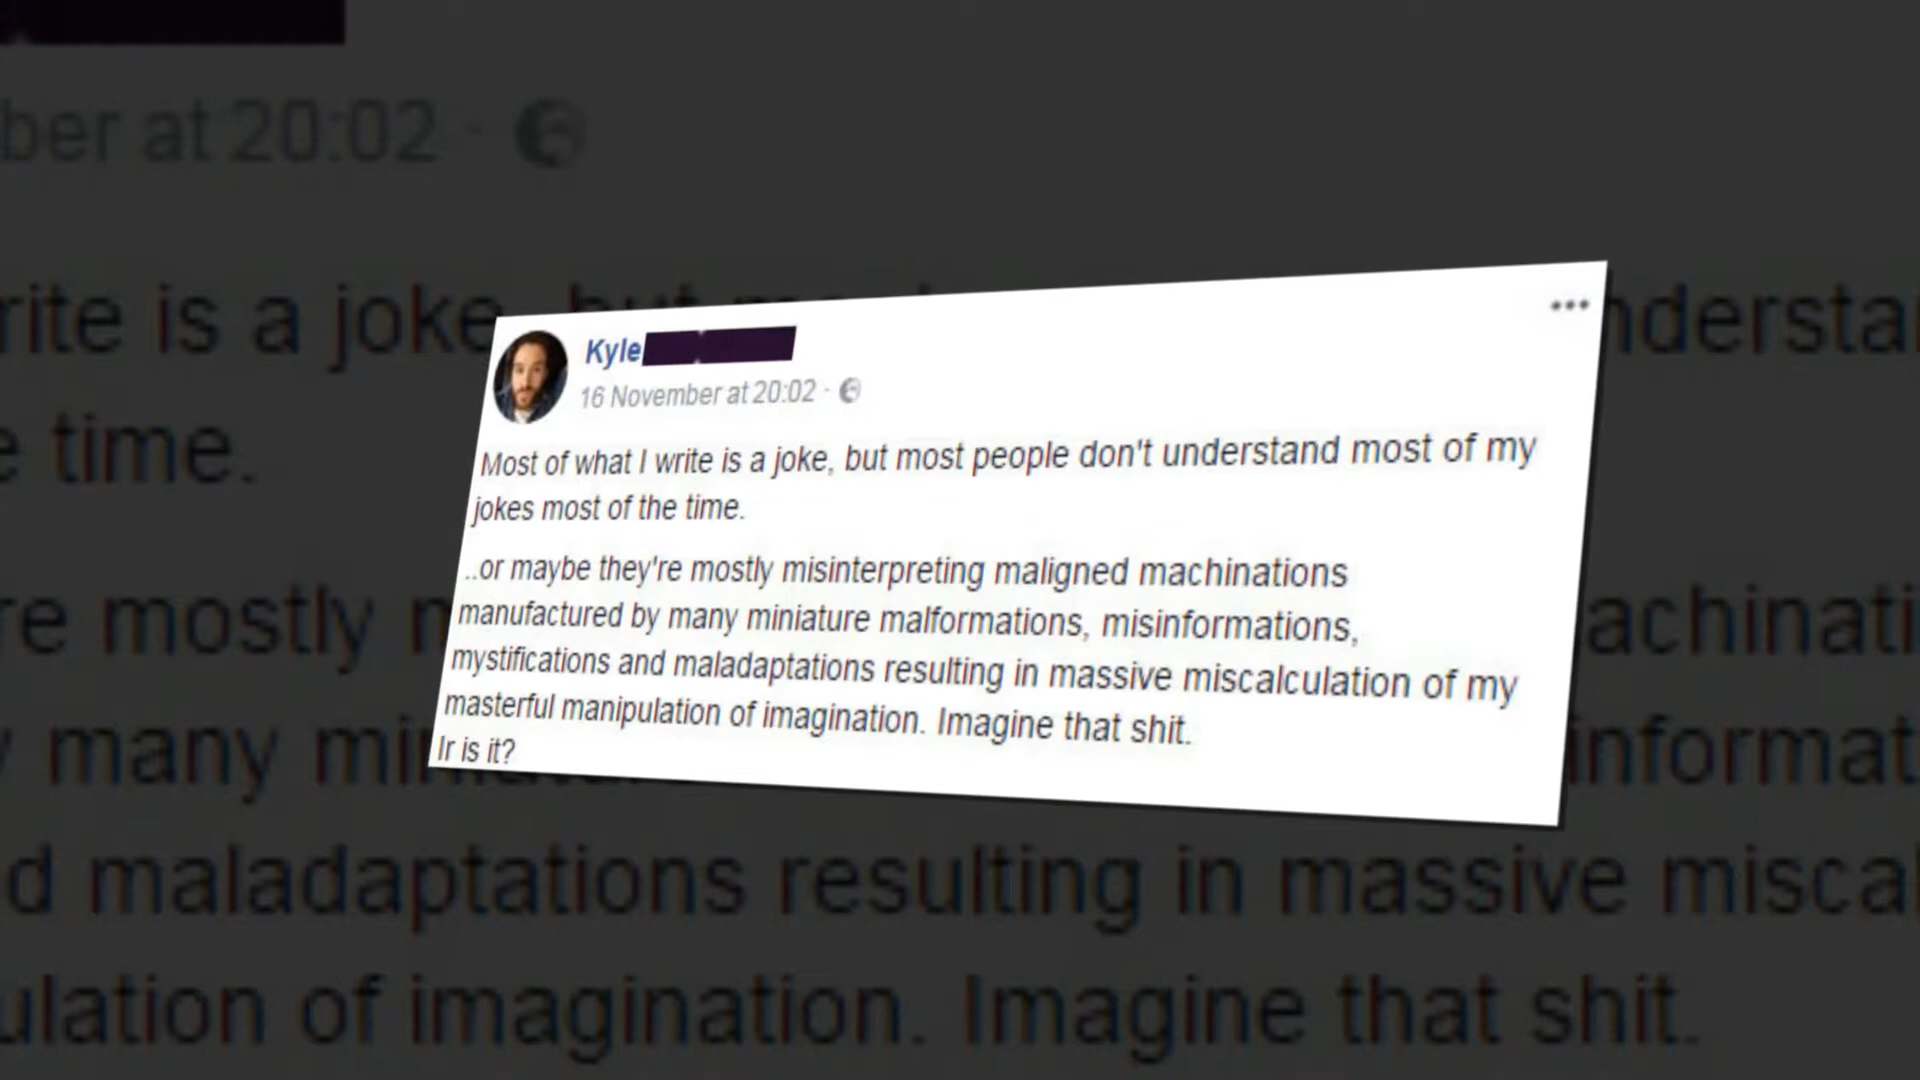 ber at 20:02 ·
rite is a joke,
nderstan
e time.
re mostly
achinati
many
informat
d maladaptations resulting in massive miscal
ulation of imagination. Imagine that shit.
Kyle
16 November at 20:02 ·
Most of what I write is a joke, but most people don't understand most of my
jokes most of the time.
..or maybe they're mostly misinterpreting maligned machinations
manufactured by many miniature malformations, misinformations,
mystifications and maladaptations resulting in massive miscalculation of my
masterful manipulation of imagination. Imagine that shit.
Ir is it?